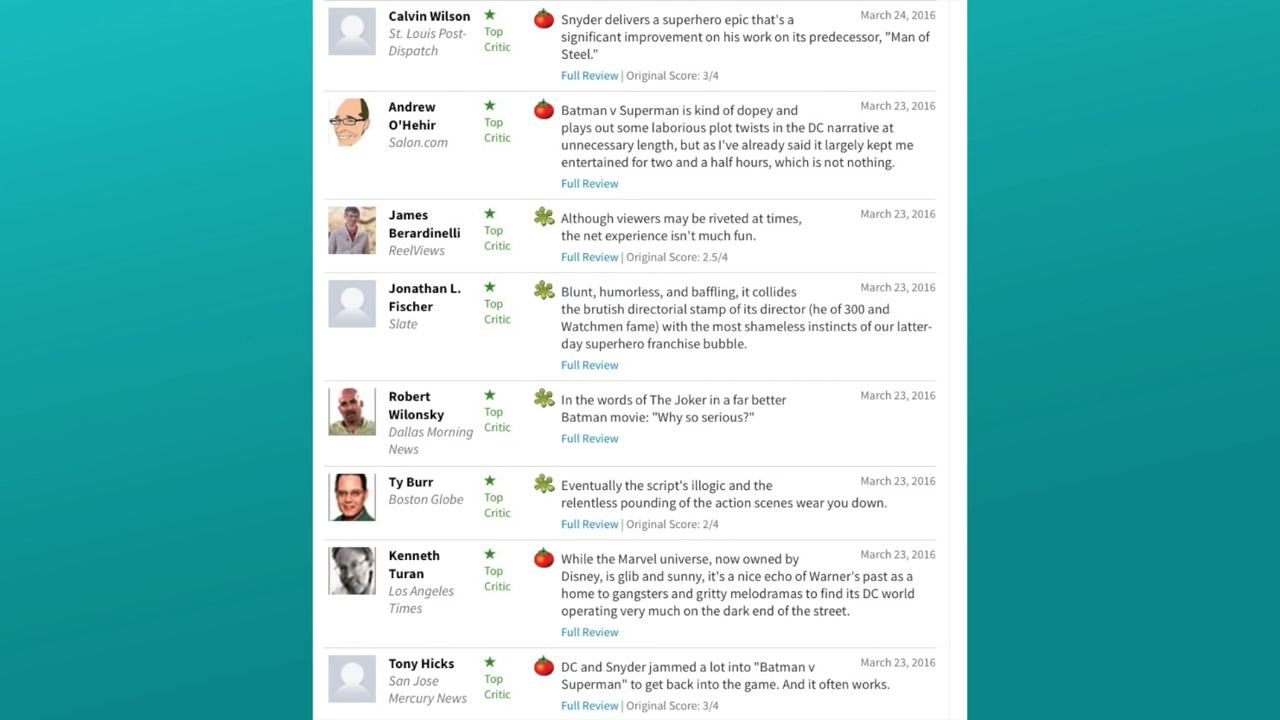 Calvin Wilson
St. Louis Post-
Dispatch
Top
Critic
Snyder delivers a superhero epic that's a
significant improvement on his work on its predecessor, "Man of
Steel."
Full Review | Original Score: 3/4
March 24, 2016
Andrew
O'Hehir
Salon.com
Top
Critic
Batman v Superman is kind of dopey and
plays out some laborious plot twists in the DC narrative at
unnecessary length, but as I've already said it largely kept me
entertained for two and a half hours, which is not nothing.
Full Review
March 23, 2016
James
Berardinelli
ReelViews
Top
Critic
Although viewers may be riveted at times,
the net experience isn't much fun.
Full Review | Original Score: 2.5/4
March 23, 2016
Jonathan L.
Fischer
Slate
Top
Critic
Blunt, humorless, and baffling, it collides
the brutish directorial stamp of its director (he of 300 and
Watchmen fame) with the most shameless instincts of our latter-
day superhero franchise bubble.
Full Review
March 23, 2016
Robert
Wilonsky
Dallas Morning
News
Top
Critic
In the words of The Joker in a far better
Batman movie: "Why so serious?"
Full Review
March 23, 2016
Ty Burr
Boston Globe
Top
Critic
Eventually the script's illogic and the
relentless pounding of the action scenes wear you down.
Full Review | Original Score: 2/4
March 23, 2016
Kenneth
Turan
Los Angeles
Times
Top
Critic
While the Marvel universe, now owned by
Disney, is glib and sunny, it's a nice echo of Warner's past as a
home to gangsters and gritty melodramas to find its DC world
operating very much on the dark end of the street.
Full Review
March 23, 2016
Tony Hicks
San Jose
Mercury News
Top
Critic
DC and Snyder jammed a lot into "Batman v
Superman" to get back into the game. And it often works.
Full Review | Original Score: 3/4
March 23, 2016